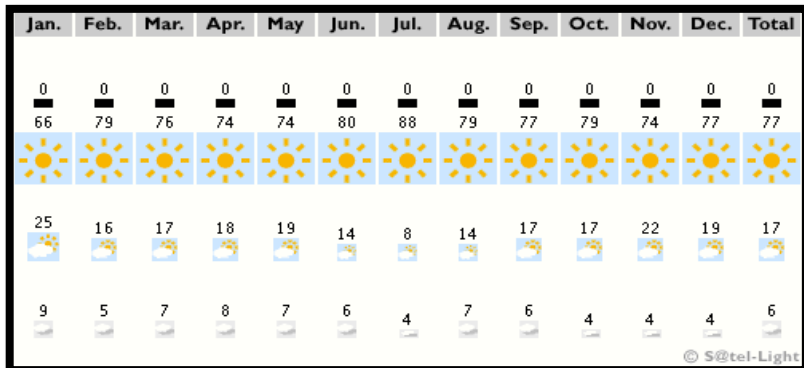 Jan. Feb. Mar. Apr. May Jun. Jul. Aug. Sep. Oct. Nov. Dec. Total
0 0 0 0 0 0 0 0 0 0 0 0 0
66 79 76 74 74 80 88 79 77 79 74 77 77
25 16 17 18 19 14 8 14 17 17 22 19 17
9 5 7 8 7 6 4 7 6 4 4 4 6
© S@tel-Light